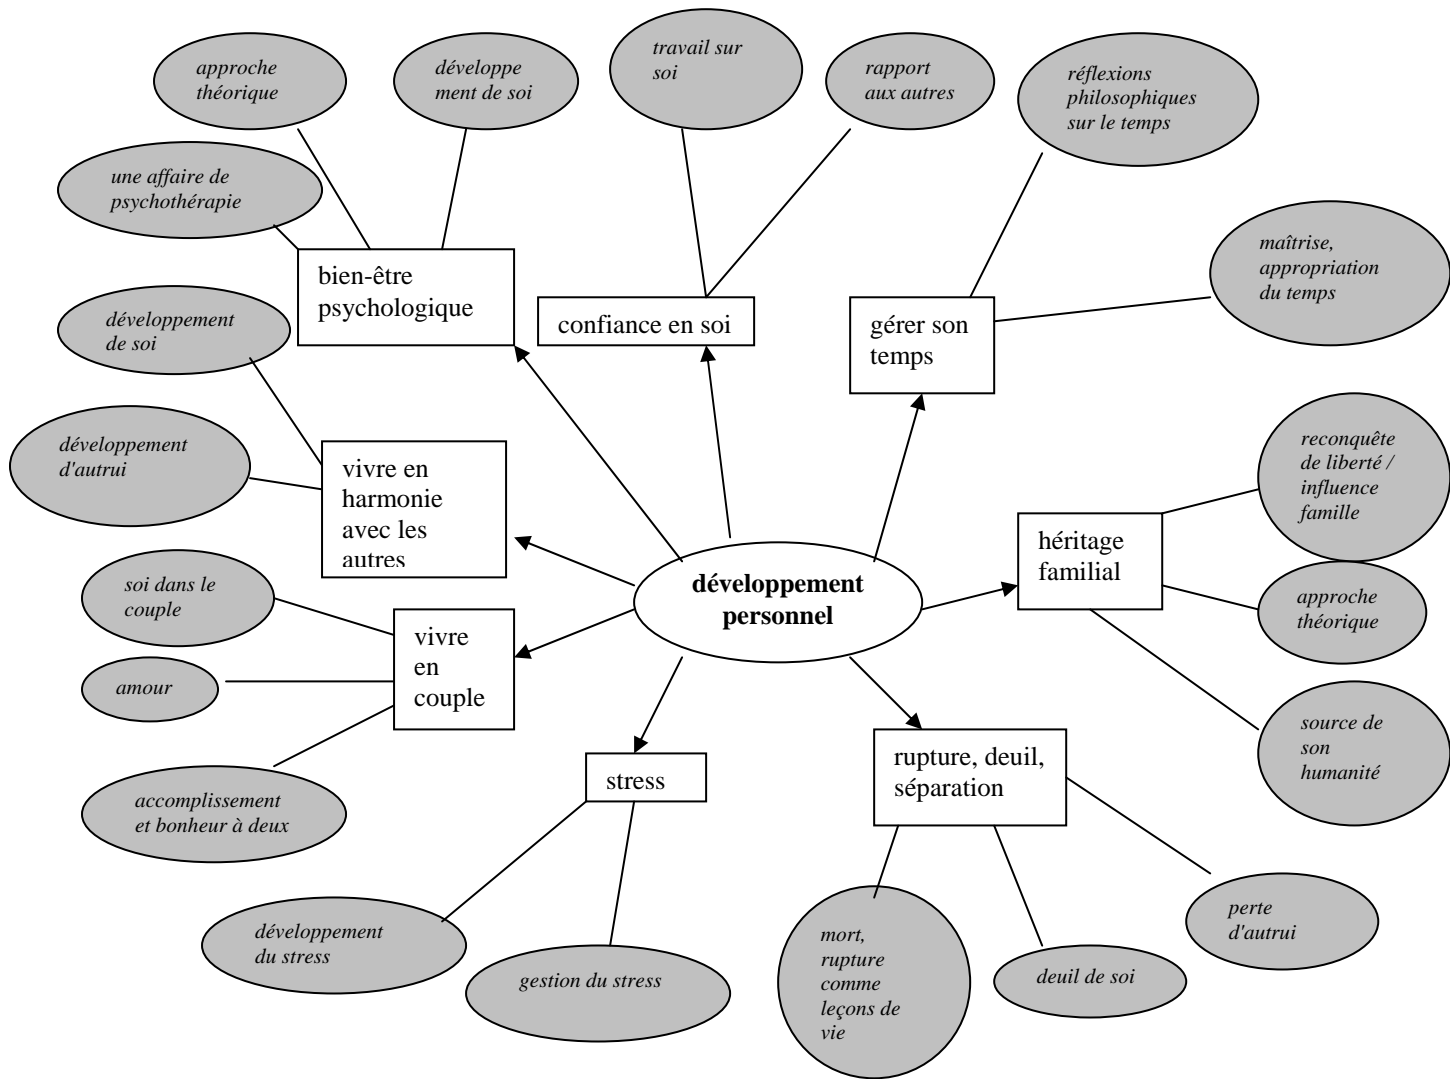 approche
théorique
développe
ment de soi
travail sur
soi
rapport
aux autres
réflexions
philosophiques
sur le temps
une affaire de
psychothérapie
maîtrise,
appropriation
du temps
bien-être
psychologique
confiance en soi
gérer son
temps
développement
de soi
développement
d'autrui
vivre en
harmonie
avec les
autres
reconquête
de liberté /
influence
famille
héritage
familial
développement
personnel
soi dans le
couple
approche
théorique
vivre
en
couple
amour
source de
son
humanité
rupture, deuil,
séparation
stress
accomplissement
et bonheur à deux
développement
du stress
gestion du stress
mort,
rupture
comme
leçons de
vie
deuil de soi
perte
d'autrui